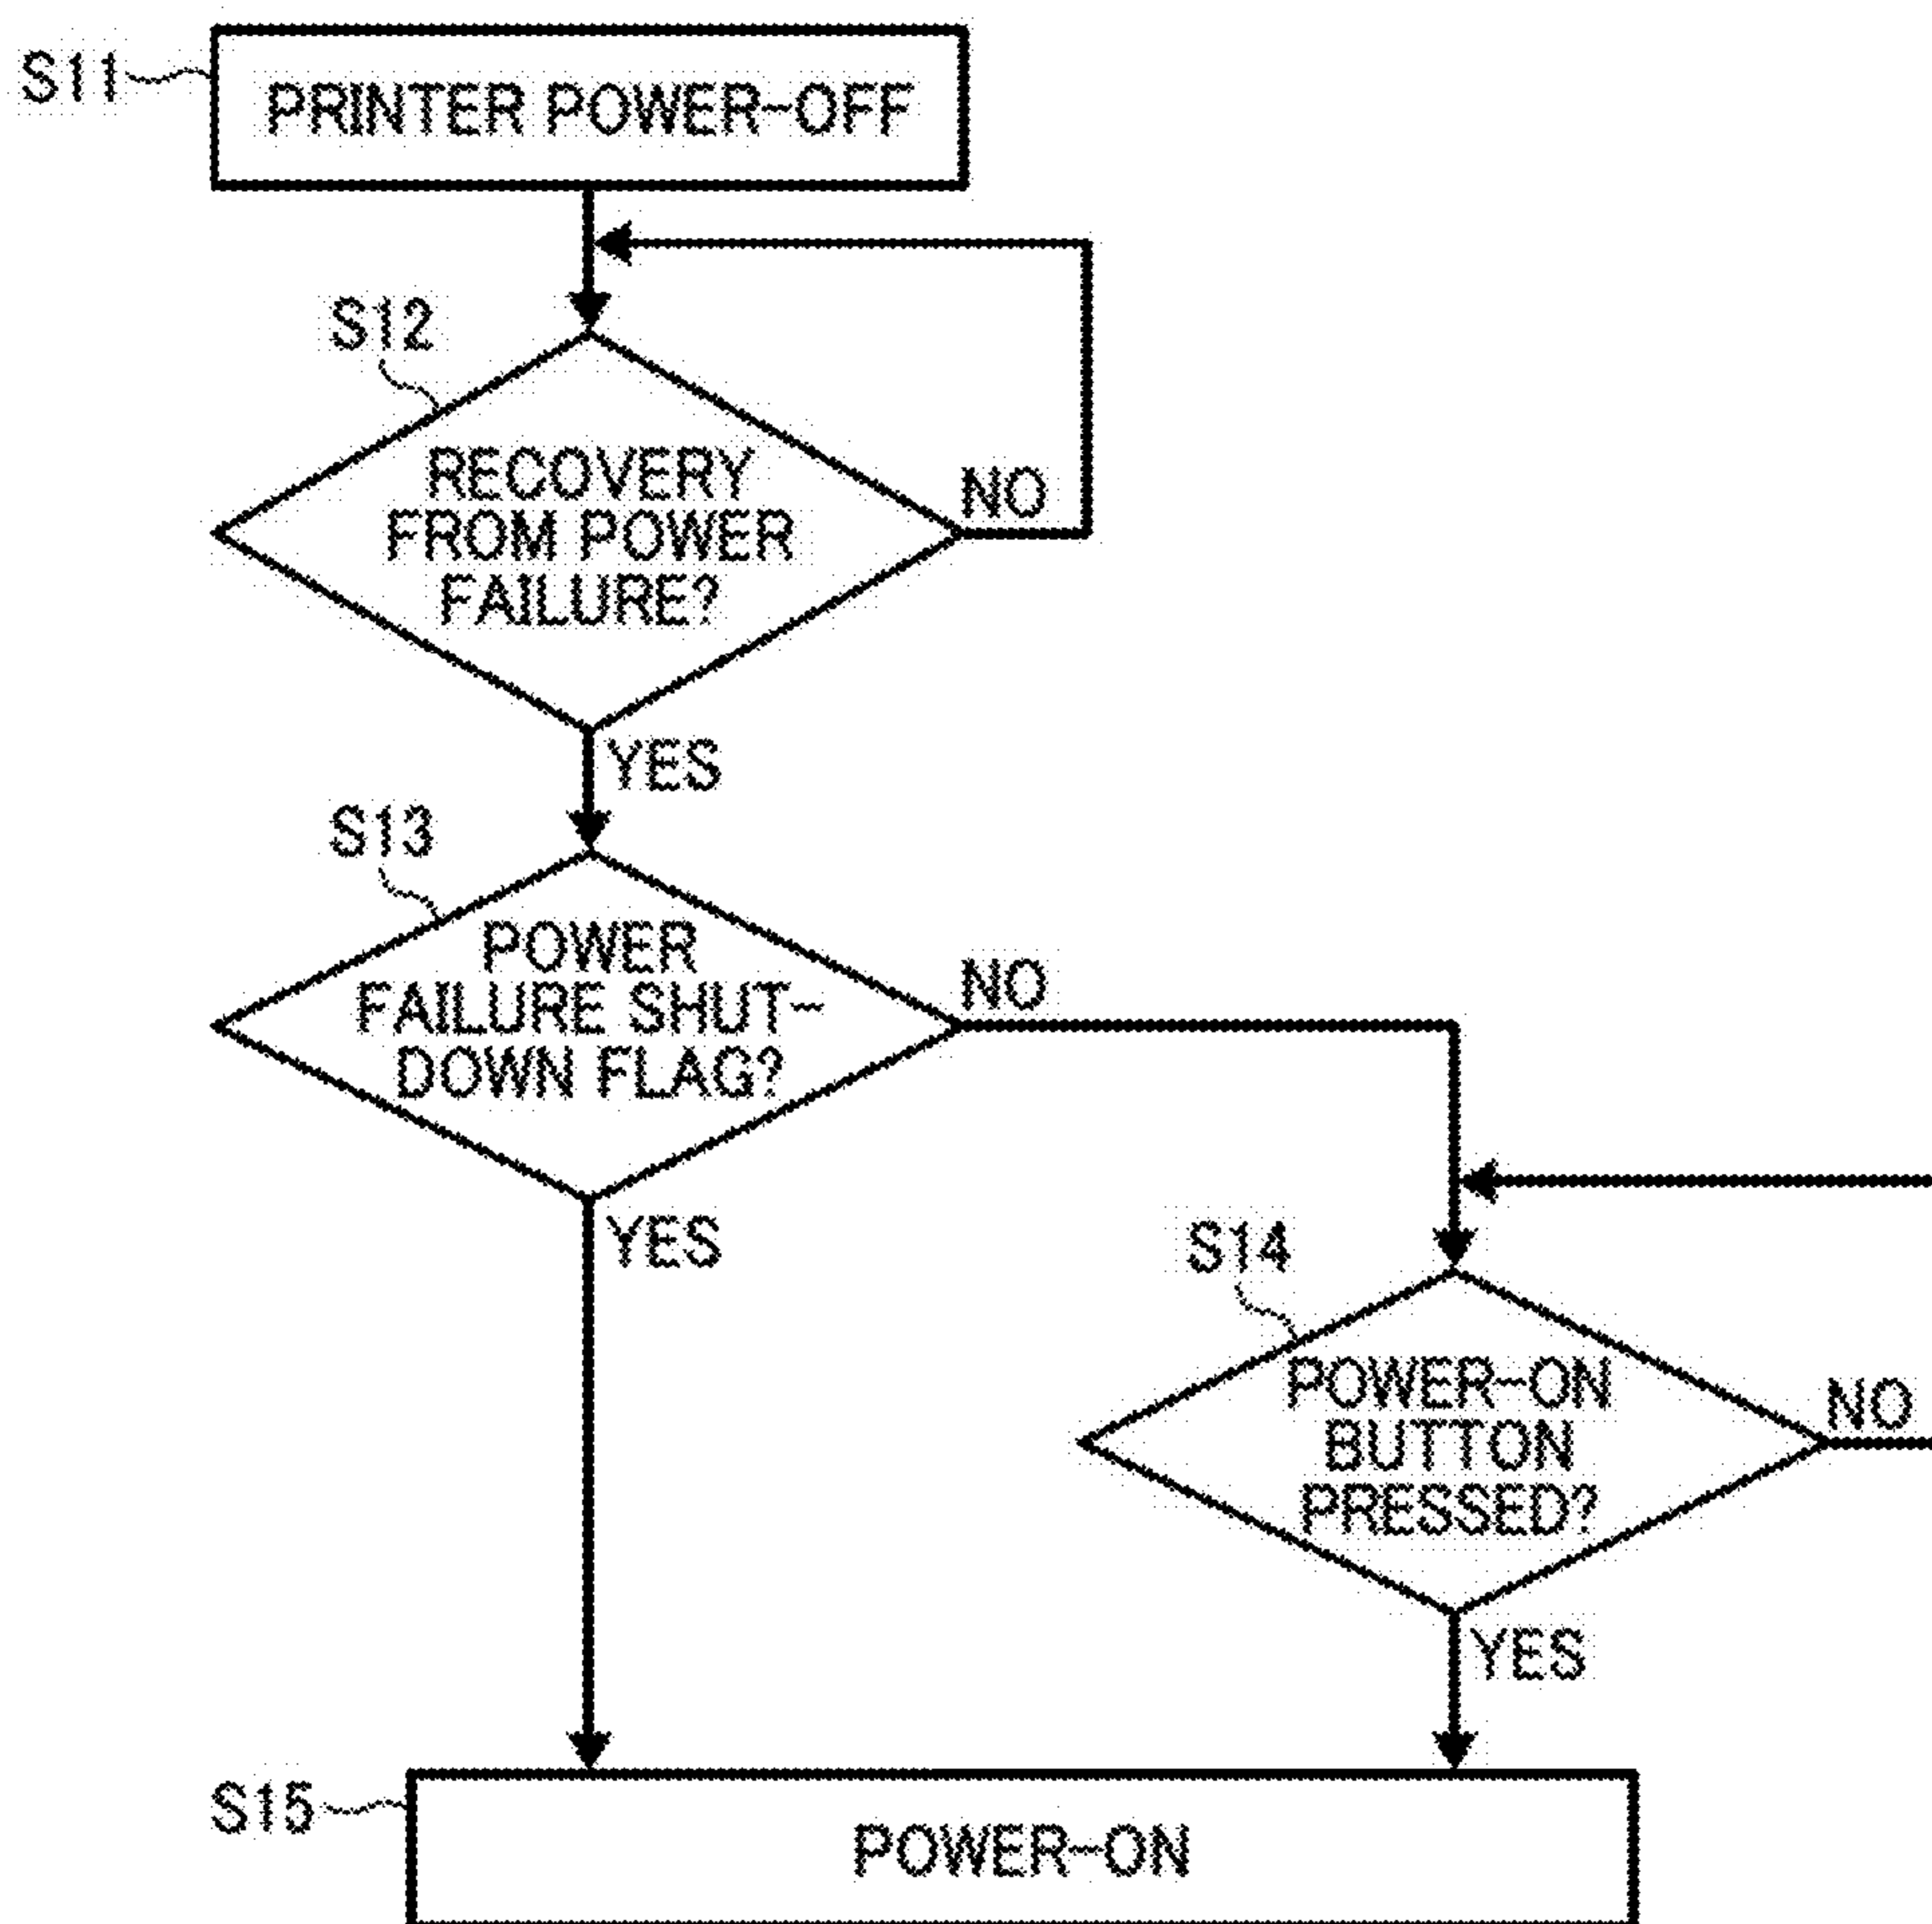 S11
PRINTER POWER-OFF
S12
RECOVERY
FROM POWER
FAILURE?
NO
YES
S13
POWER
FAILURE SHUT-
DOWN FLAG?
NO
YES
S14
POWER-ON
BUTTON
PRESSED?
NO
YES
S15
POWER-ON